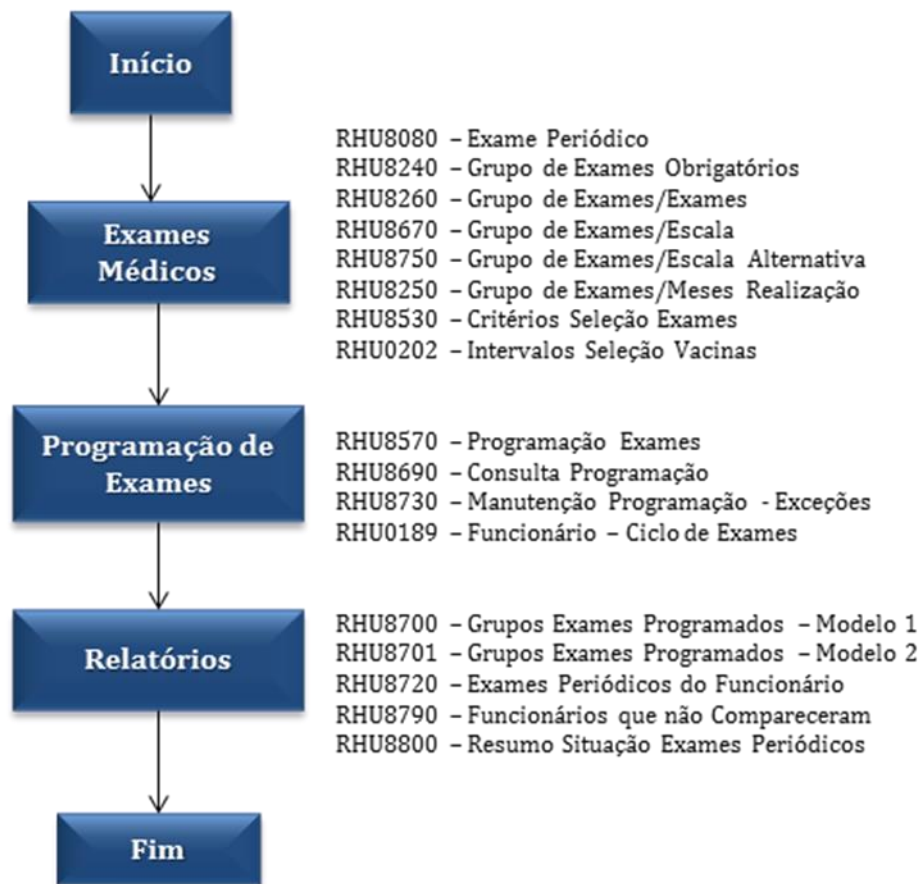 Início
RHU8080 – Exame Periódico
RHU8240 – Grupo de Exames Obrigatórios
RHU8260 – Grupo de Exames/Exames
RHU8670 – Grupo de Exames/Escala
RHU8750 – Grupo de Exames/Escala Alternativa
RHU8250 – Grupo de Exames/Meses Realização
RHU8530 – Critérios Seleção Exames
RHU0202 – Intervalos Seleção Vacinas
Exames
Médicos
RHU8570 – Programação Exames
RHU8690 – Consulta Programação
RHU8730 – Manutenção Programação - Exceções
RHU0189 – Funcionário – Ciclo de Exames
Programação de
Exames
RHU8700 – Grupos Exames Programados – Modelo 1
RHU8701 – Grupos Exames Programados – Modelo 2
RHU8720 – Exames Periódicos do Funcionário
RHU8790 – Funcionários que não Compareceram
RHU8800 – Resumo Situação Exames Periódicos
Relatórios
Fim